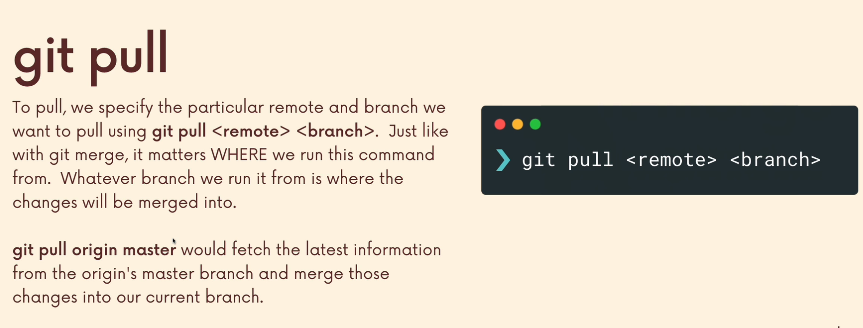 git pull
To pull, we specify the particular remote and branch we
want to pull using git pull <remote> <branch>.  Just like
with git merge, it matters WHERE we run this command
from.  Whatever branch we run it from is where the
changes will be merged into.
git pull origin master would fetch the latest information
from the origin's master branch and merge those
changes into our current branch.
❯ git pull <remote> <branch>